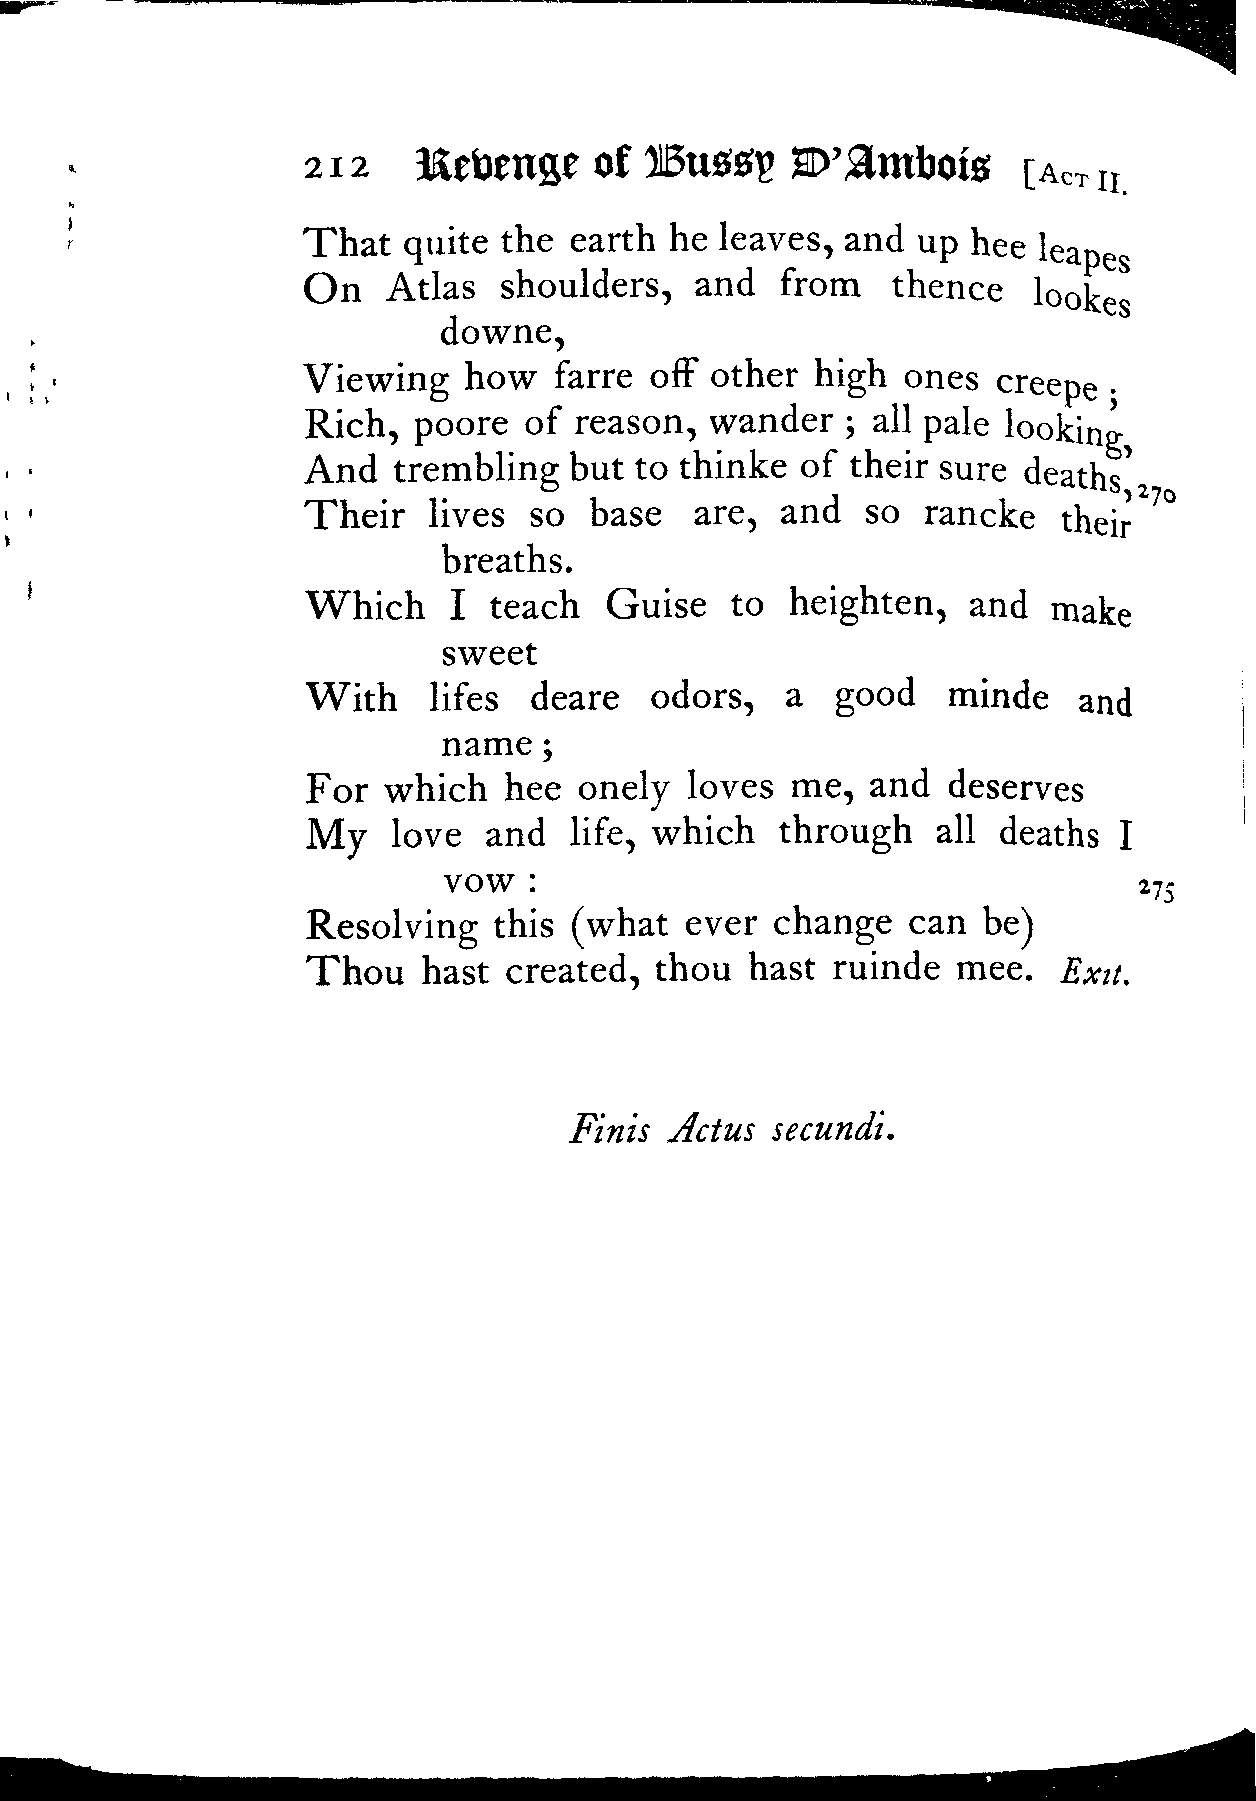 212 Revenge of Bussy D'Ambois [ACT II.
That quite the earth he leaves, and up hee leapes
On Atlas shoulders, and from thence lookes
downe,
Viewing how farre off other high ones creepe ;
Rich, poore of reason, wander ; all pale looking,
And trembling but to thinke of their sure deaths, 270
Their lives so base are, and so rancke their
breaths.
Which I teach Guise to heighten, and make
sweet
With lifes deare odors, a good minde and
name ;
For which hee onely loves me, and deserves
My love and life, which through all deaths I
vow : 275
Resolving this (what ever change can be)
Thou hast created, thou hast ruinde mee. Exit.
Finis Actus secundi.